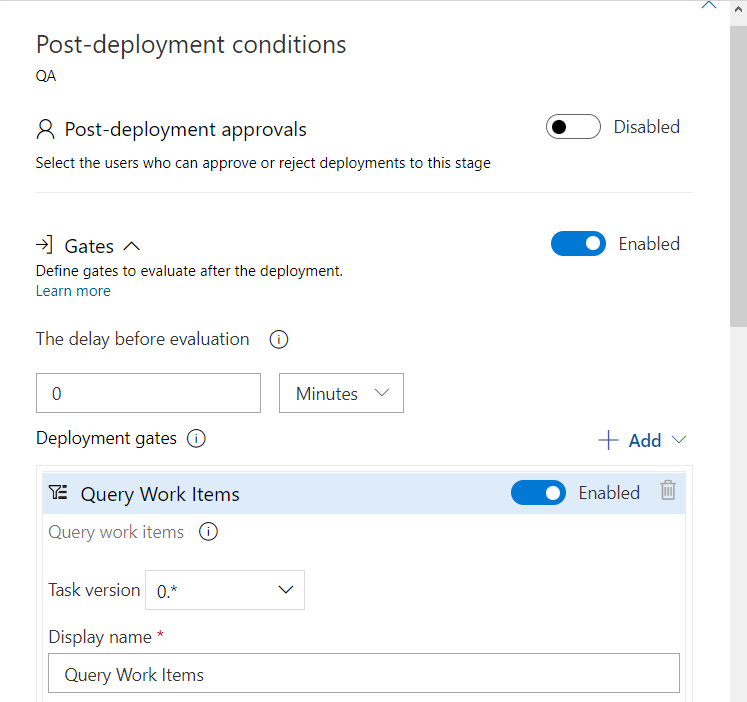 Post-deployment conditions
QA
Post-deployment approvals
Disabled
Select the users who can approve or reject deployments to this stage
Gates
Enabled
Define gates to evaluate after the deployment.
Learn more
The delay before evaluation
0
Minutes
Deployment gates
Add
Query Work Items
Enabled
Query work items
Task version
0.*
Display name *
Query Work Items